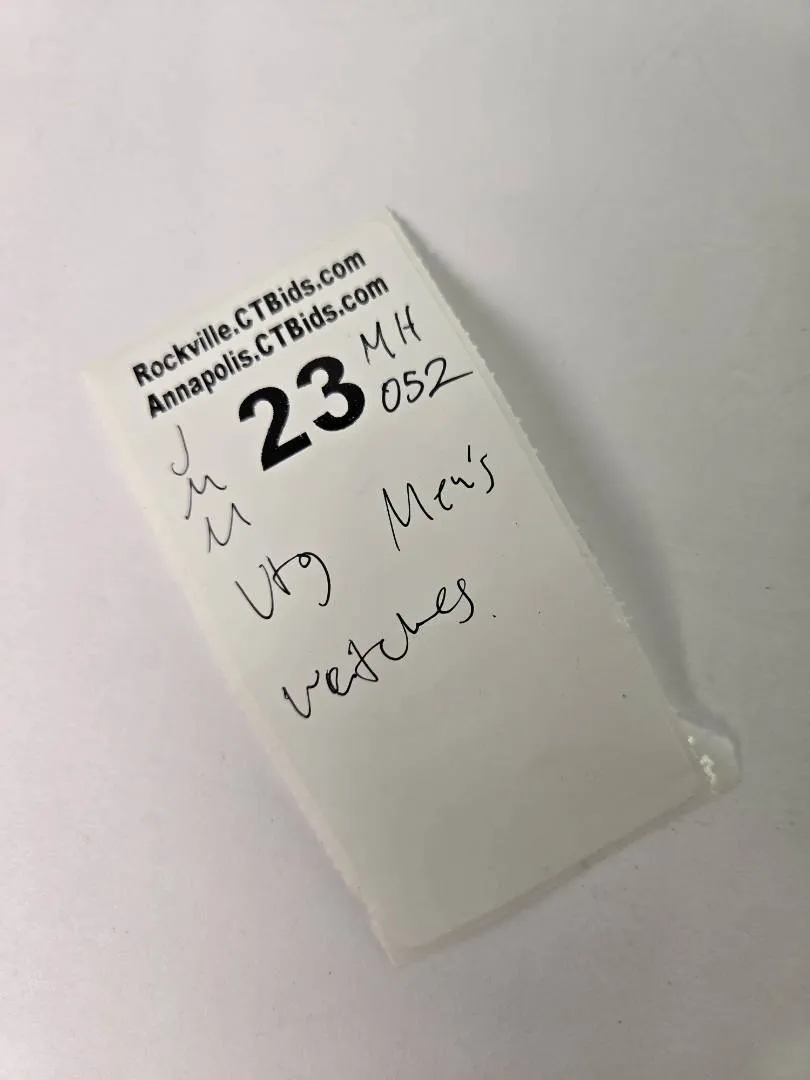 Rockville.CTBids.com
Annapolis.CTBids.com
23 MH
052
J
M
M
Vtg Men's
watches.